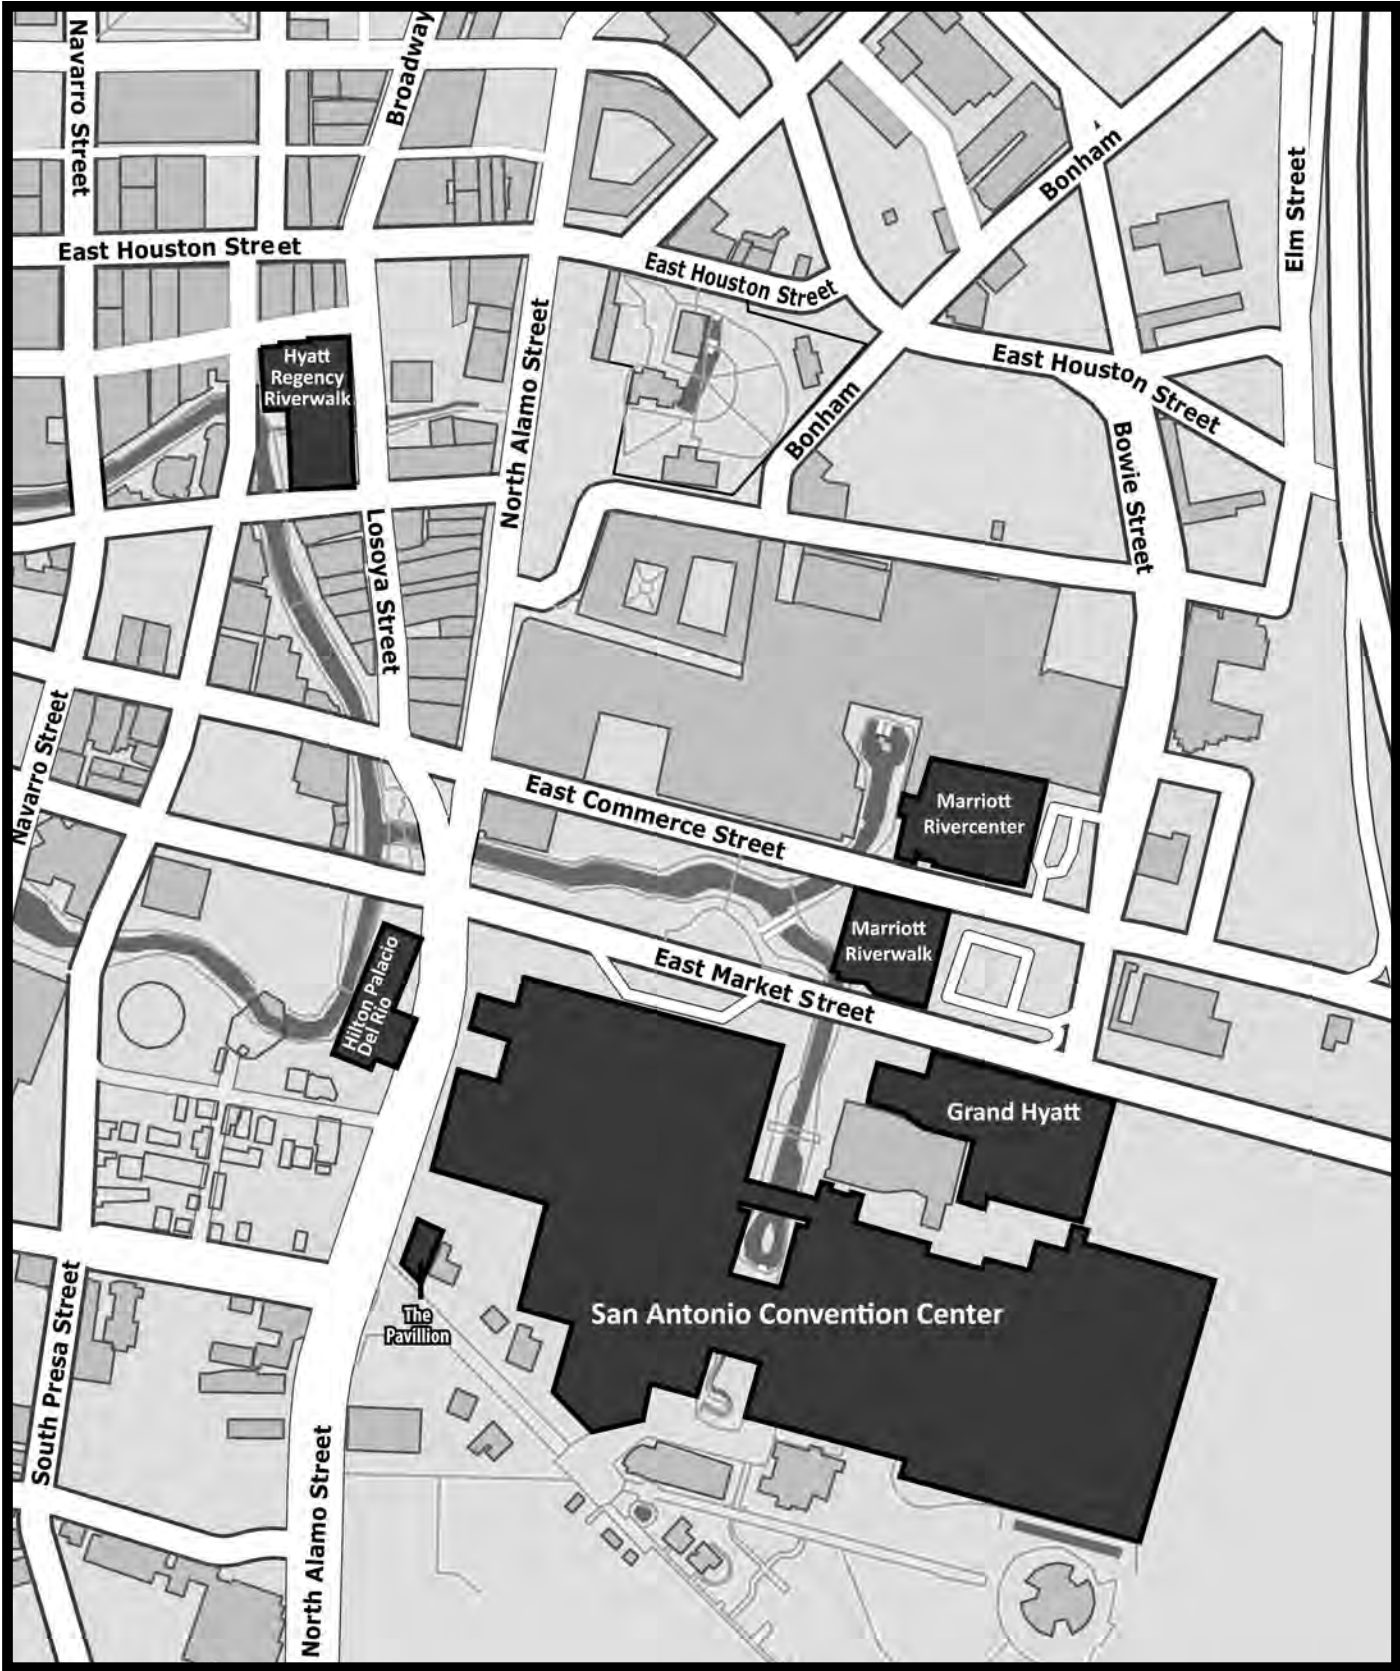 Navarro Street
Broadway
Bonham
Elm Street
East Houston Street
East Houston Street
Hyatt
Regency
Riverwalk
North Alamo Street
East Houston Street
Bonham
Bowie Street
Losoya Street
Navarro Street
East Commerce Street
Marriott
Rivercenter
Marriott
Riverwalk
East Market Street
Hilton Palacio
Del Rio
Grand Hyatt
San Antonio Convention Center
The
Pavillion
South Presa Street
North Alamo Street